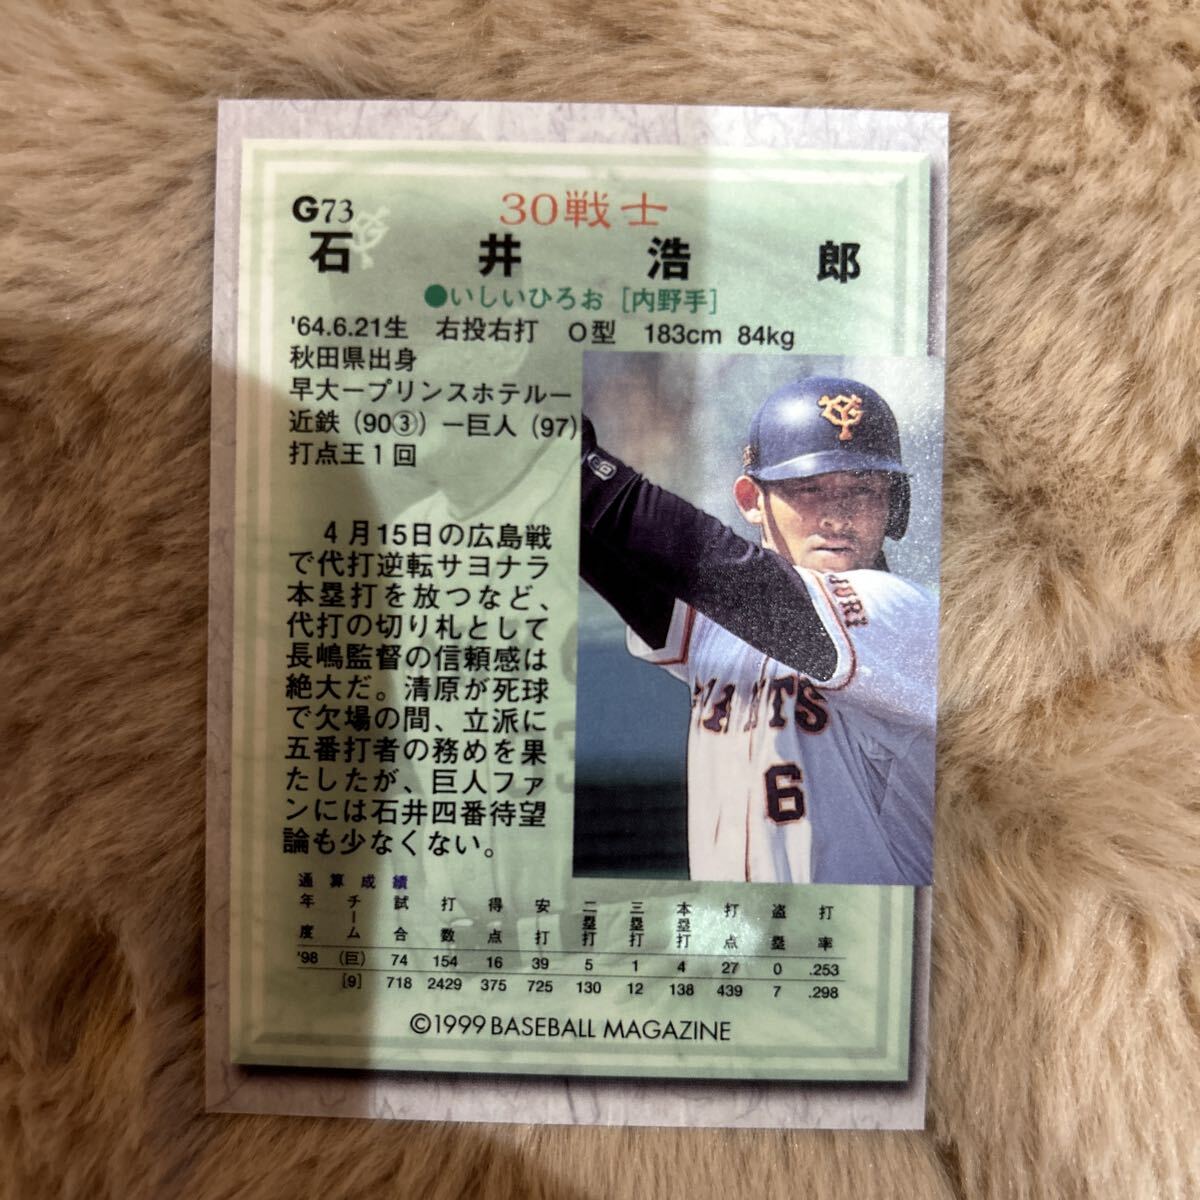 G73
30戦士
石井浩郎
●いしいひろお [内野手]
'64.6.21生 右投右打 O型 183cm 84kg
秋田県出身
早大ープリンスホテルー
近鉄 (90③) ー巨人 (97)
打点王1回
4月15日の広島戦
で代打逆転サヨナラ
本塁打を放つなど、
代打の切り札として
長嶋監督の信頼感は
絶大だ。清原が死球
で欠場の間、立派に
五番打者の務めを果
たしたが、巨人ファ
ンには石井四番待望
論も少なくない。
通算成績
年度 チーム 試合 打数 得点 安打 二塁打 三塁打 本塁打 打点 盗塁 打率
'98 (巨) 74 154 16 39 5 1 4 27 0 .253
[9] 718 2429 375 725 130 12 138 439 7 .298
©1999 BASEBALL MAGAZINE
YG
JURI
GIANTS
6